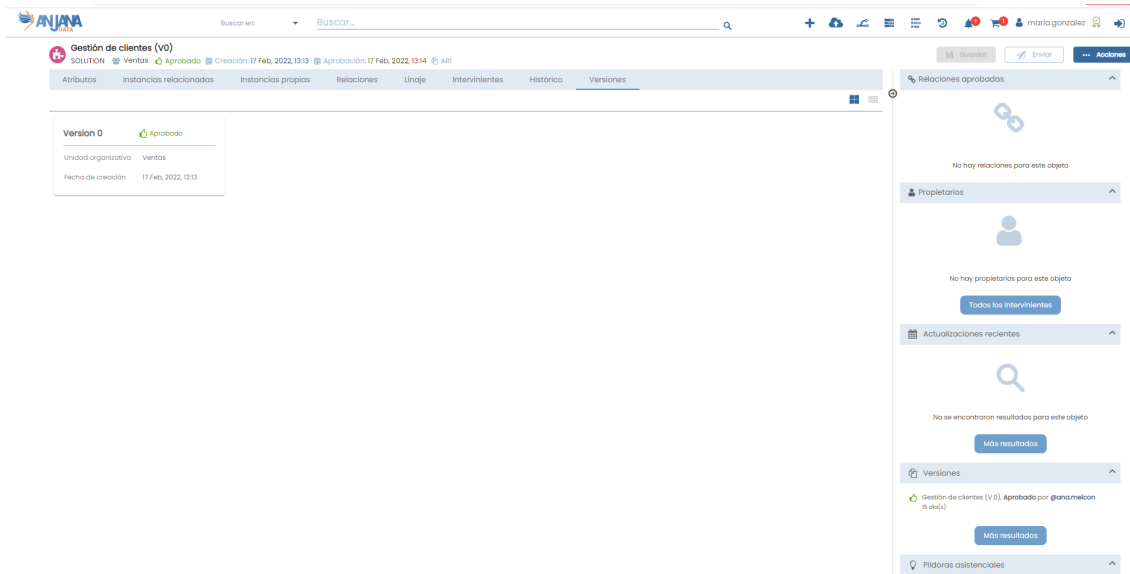 ANJANA
DATA
Buscar en:
Buscar...
maria.gonzalez
Gestión de clientes (V0)
SOLUTION Ventas Aprobado Creación: 17 Feb, 2022, 13:13 Aprobación: 17 Feb, 2022, 13:14 ARI
Guardar
Enviar
Acciones
Atributos Instancias relacionadas Instancias propias Relaciones Linaje Intervinientes Histórico Versiones
Version 0 Aprobado
Unidad organizativa Ventas
Fecha de creación 17 Feb, 2022, 13:13
Relaciones aprobadas
No hay relaciones para este objeto
Propietarios
No hay propietarios para este objeto
Todos los Intervinientes
Actualizaciones recientes
No se encontraron resultados para este objeto
Más resultados
Versiones
Gestión de clientes (V.0), Aprobado por @ana.melcon
15 día(s)
Más resultados
Píldoras asistenciales